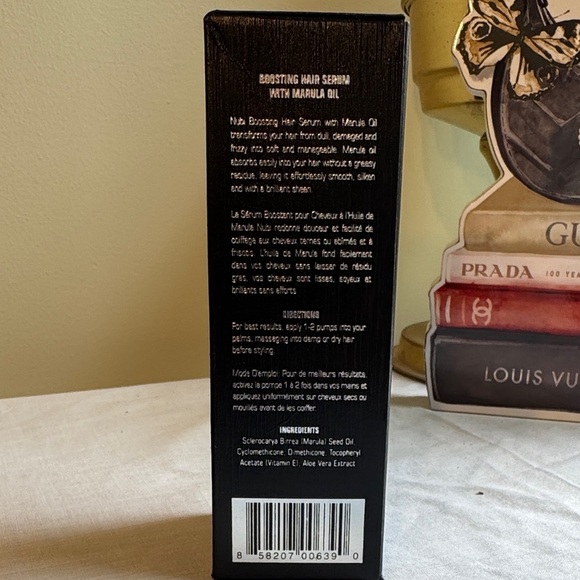 BOOSTING HAIR SERUM
WITH MARULA OIL
Nubi Boosting Hair Serum with Marula Oil
transforms your hair from dull, damaged and
frizzy into soft and manageable. Marula oil
absorbs easily into your hair without a greasy
residue, leaving it effortlessly smooth, silken
and with a brilliant sheen.
Le Sérum Boostant pour Cheveux à l'Huile de
Marula Nubi redonne douceur et facilité de
coiffage aux cheveux ternes ou abîmés et à
frisottis. L'huile de Marula fond facilement
dans vos cheveux sans laisser de résidu
gras, vos cheveux sont lisses, soyeux et
brillants sans efforts.
DIRECTIONS
For best results, apply 1-2 pumps into your
palms, massaging into damp or dry hair
before styling.
Mode D'emploi: Pour de meilleurs résultats,
activez la pompe 1 à 2 fois dans vos mains et
appliquez uniformément sur cheveux secs ou
mouillés avant de les coiffer.
INGREDIENTS
Sclerocarya Birrea (Marula) Seed Oil,
Cyclomethicone, Dimethicone, Tocopheryl
Acetate (Vitamin E), Aloe Vera Extract
8 58207 00639 0
GU
PRADA 100 YEA
LOUIS VU